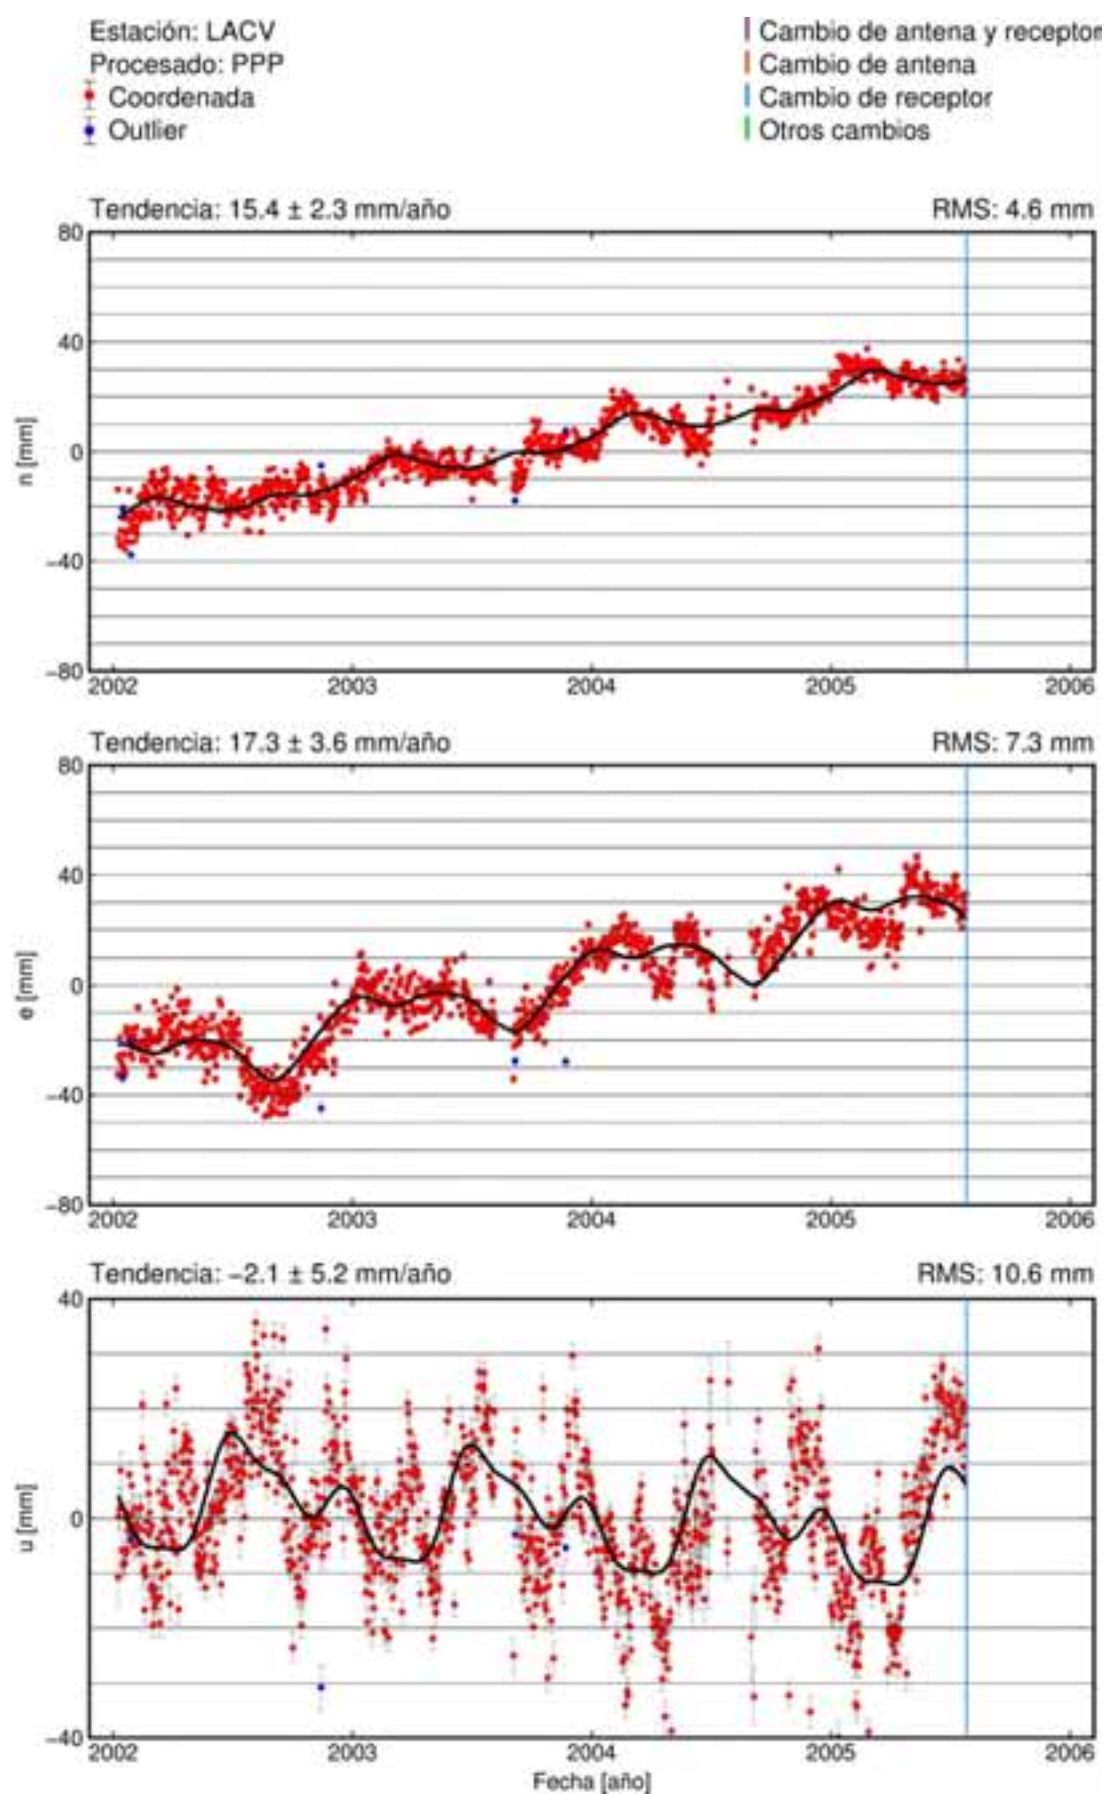 Estación: LACV
Procesado: PPP
Coordenada
Outlier
Cambio de antena y receptor
Cambio de antena
Cambio de receptor
Otros cambios
Tendencia: 15.4 ± 2.3 mm/año RMS: 4.6 mm
80
40
0
−40
−80
n [mm]
2002 2003 2004 2005 2006
Tendencia: 17.3 ± 3.6 mm/año RMS: 7.3 mm
80
40
0
−40
−80
e [mm]
2002 2003 2004 2005 2006
Tendencia: −2.1 ± 5.2 mm/año RMS: 10.6 mm
40
0
−40
u [mm]
2002 2003 2004 2005 2006
Fecha [año]